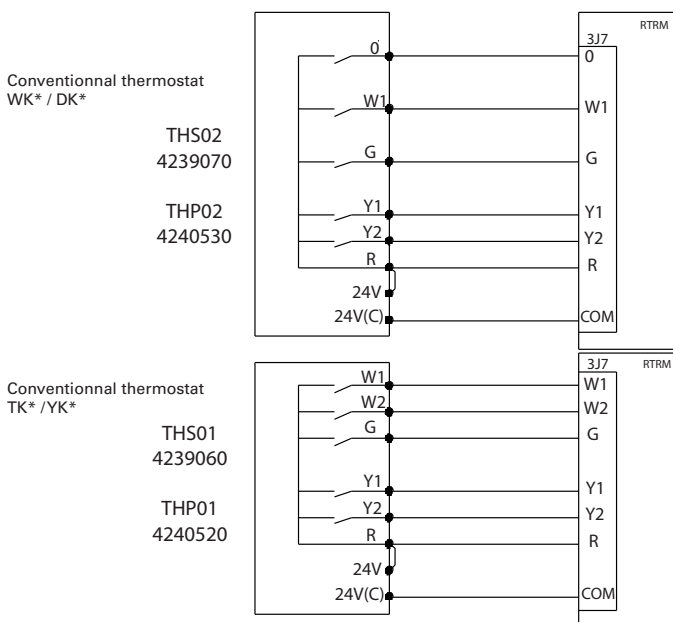 RTRM
3J7
0 0
Conventionnal thermostat
WK* / DK*
W1 W1
THS02
4239070
G G
THP02
4240530
Y1 Y1
Y2 Y2
R R
24V
24V(C) COM
3J7 RTRM
W1 W1
Conventionnal thermostat
TK* /YK*
W2 W2
THS01
4239060
G G
THP01
4240520
Y1 Y1
Y2 Y2
R R
24V
24V(C) COM